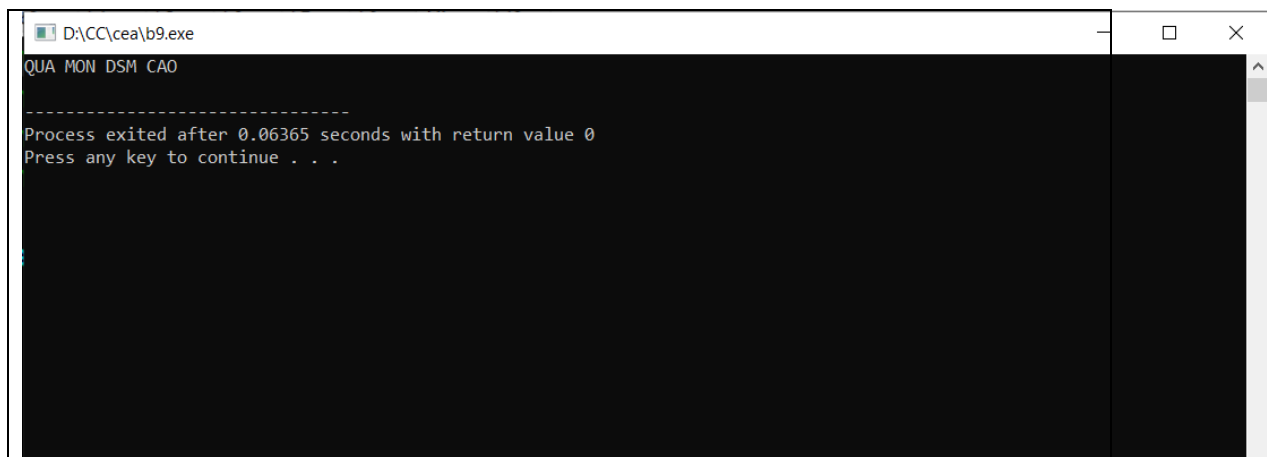 D:\CC\cea\b9.exe
QUA MON DSM CAO
--------------------------------
Process exited after 0.06365 seconds with return value 0
Press any key to continue . . .